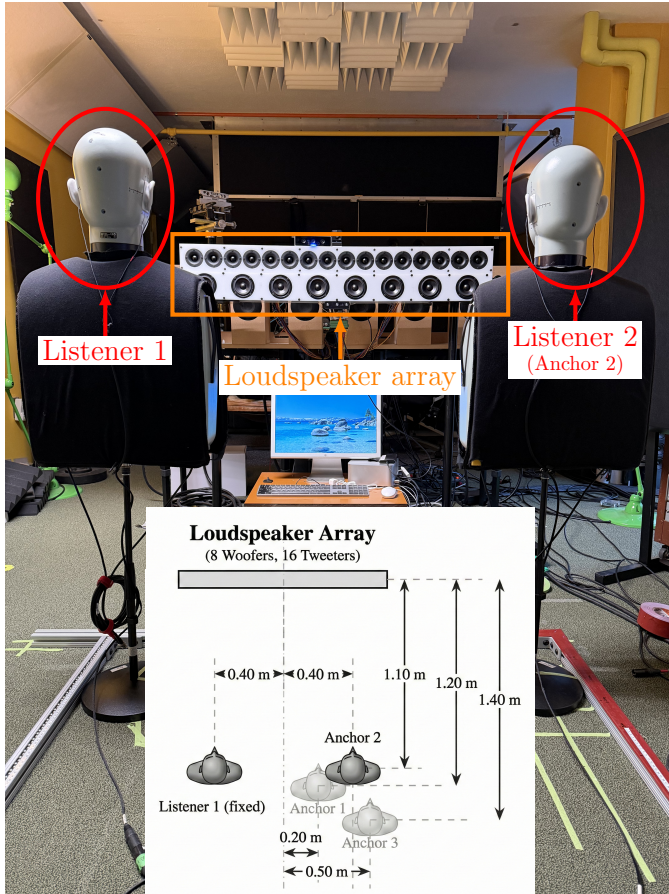 Listener 1
Loudspeaker array
Listener 2
(Anchor 2)
Loudspeaker Array
(8 Woofers, 16 Tweeters)
0.40 m
0.40 m
1.10 m
1.20 m
1.40 m
Anchor 2
Listener 1 (fixed)
Anchor 1
Anchor 3
0.20 m
0.50 m